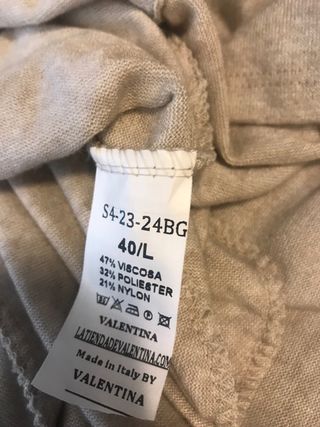 S4-23-24BG
40/L
47% VISCOSA
32% POLIESTER
21% NYLON
VALENTINA
LATIENDADEVALENTINA.COM
Made in Italy BY
VALENTINA